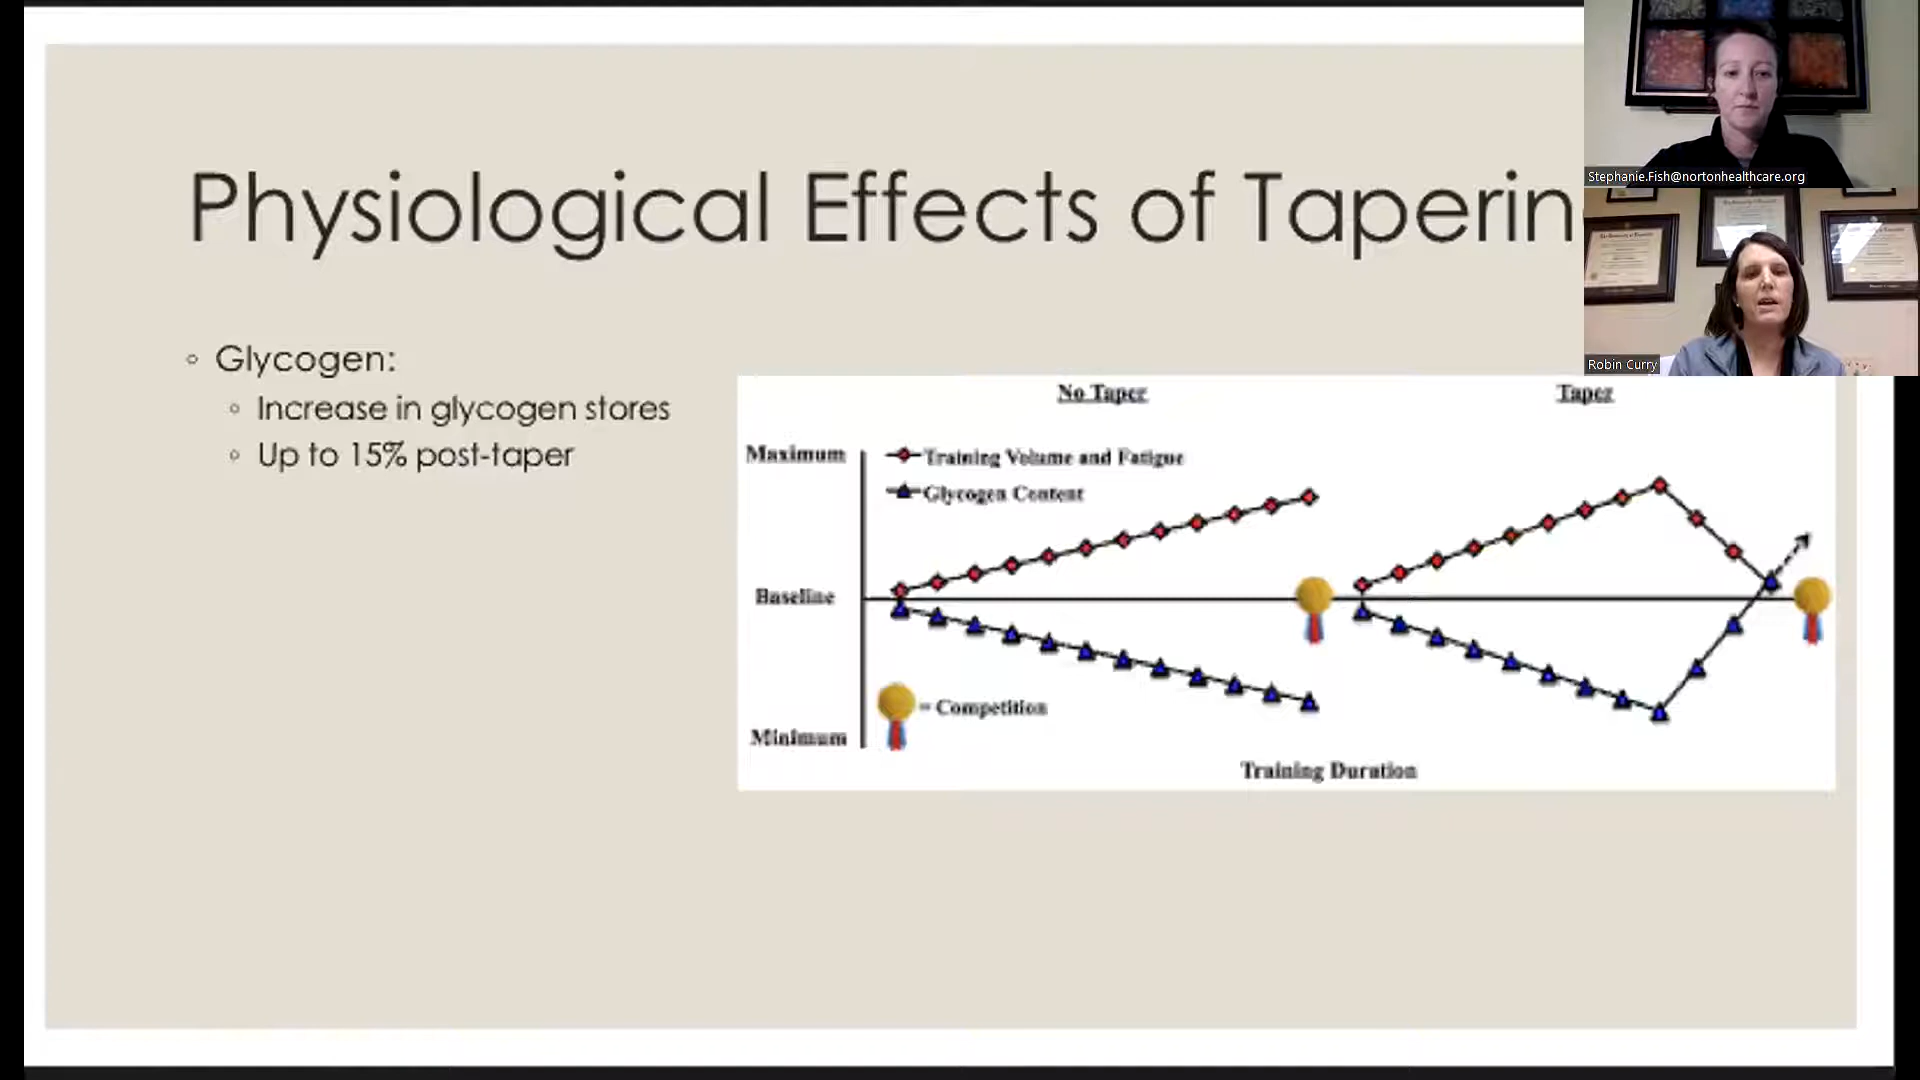 Physiological Effects of Taperin
Stephanie.Fish@nortonhealthcare.org
Robin Curry
◦ Glycogen:
◦ Increase in glycogen stores
◦ Up to 15% post-taper
No Taper
Taper
Maximum
Training Volume and Fatigue
Glycogen Content
Baseline
= Competition
Minimum
Training Duration